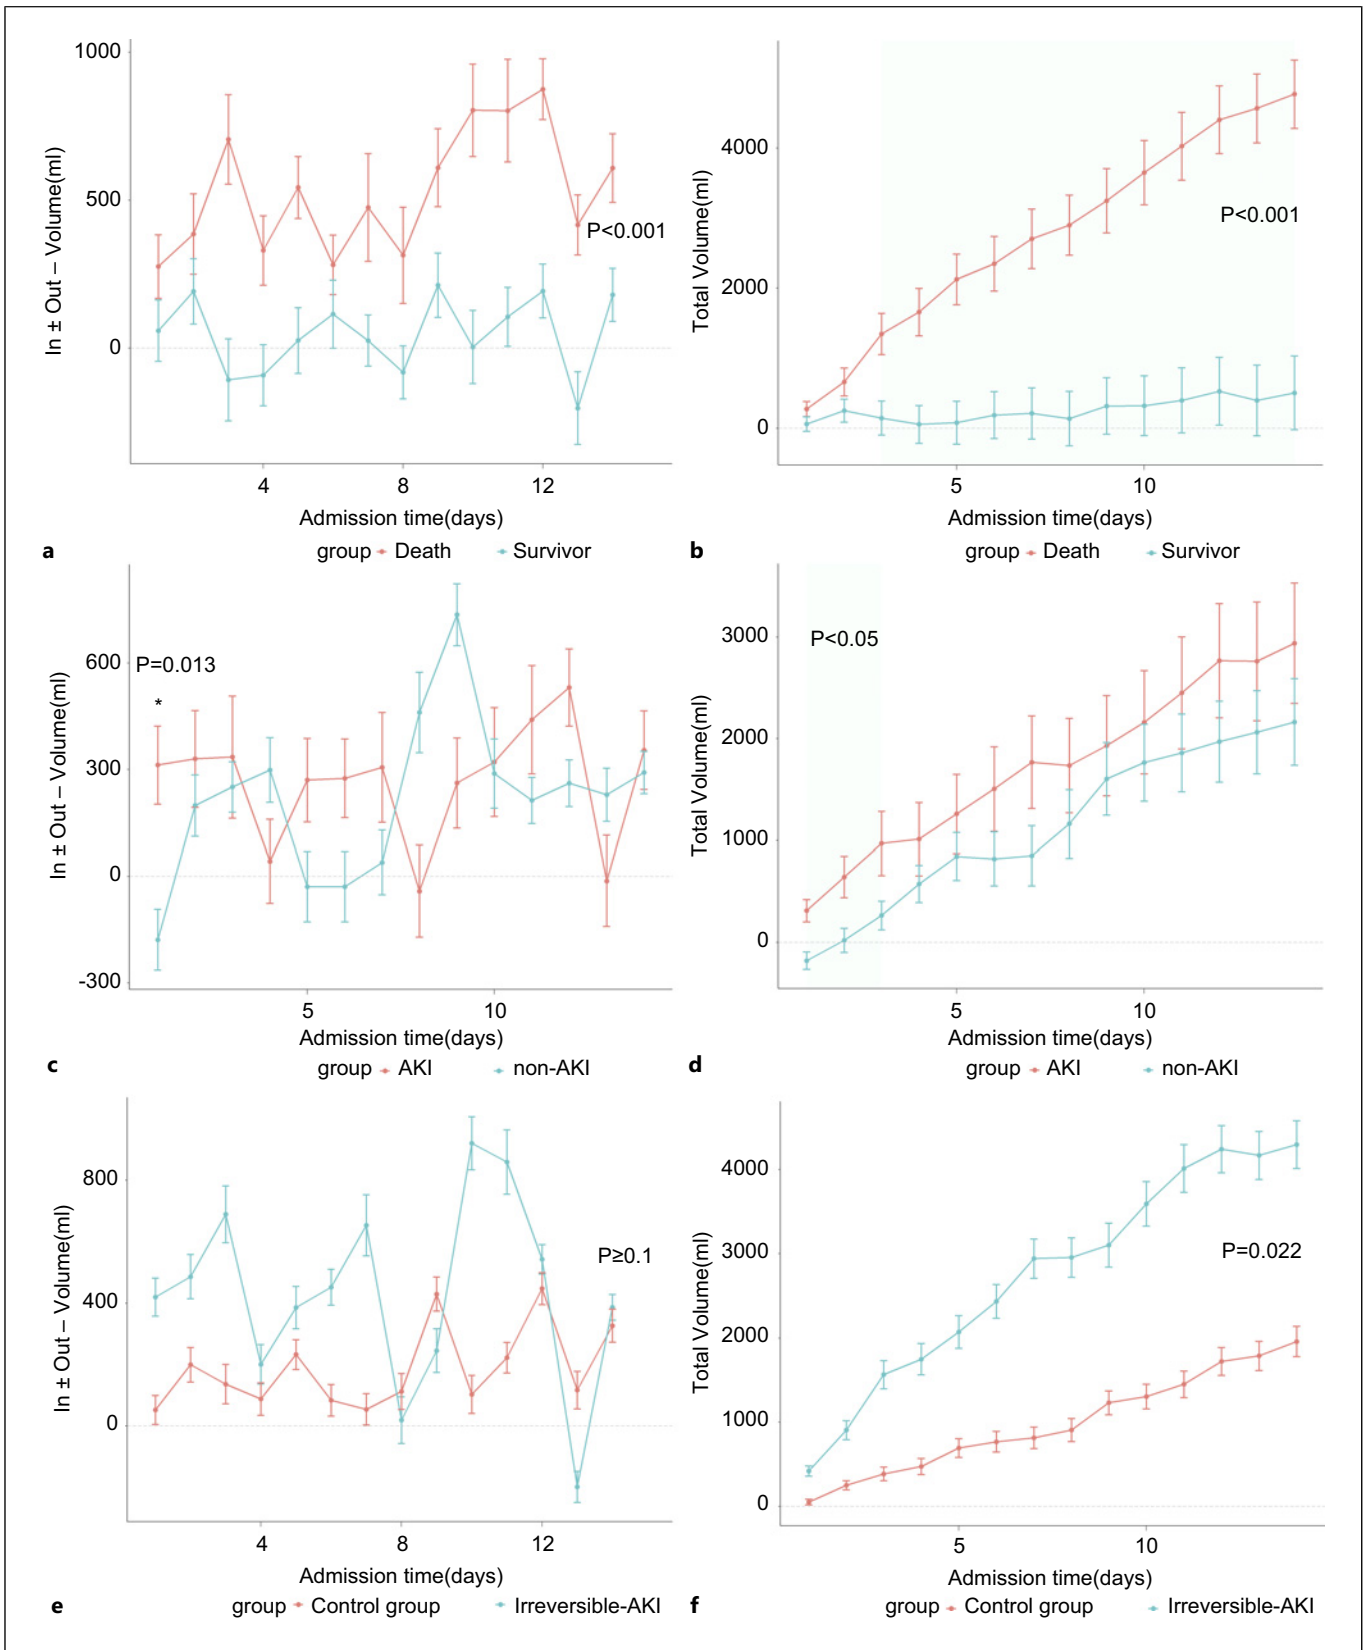 1000
500
0
In ± Out – Volume(ml)
P<0.001
4 8 12
Admission time(days)
a group Death Survivor
4000
2000
0
Total Volume(ml)
P<0.001
5 10
Admission time(days)
b group Death Survivor
600
300
0
-300
In ± Out – Volume(ml)
P=0.013
*
5 10
Admission time(days)
c group AKI non-AKI
3000
2000
1000
0
Total Volume(ml)
P<0.05
5 10
Admission time(days)
d group AKI non-AKI
800
400
0
In ± Out – Volume(ml)
P≥0.1
4 8 12
Admission time(days)
e group Control group Irreversible-AKI
4000
3000
2000
1000
0
Total Volume(ml)
P=0.022
5 10
Admission time(days)
f group Control group Irreversible-AKI